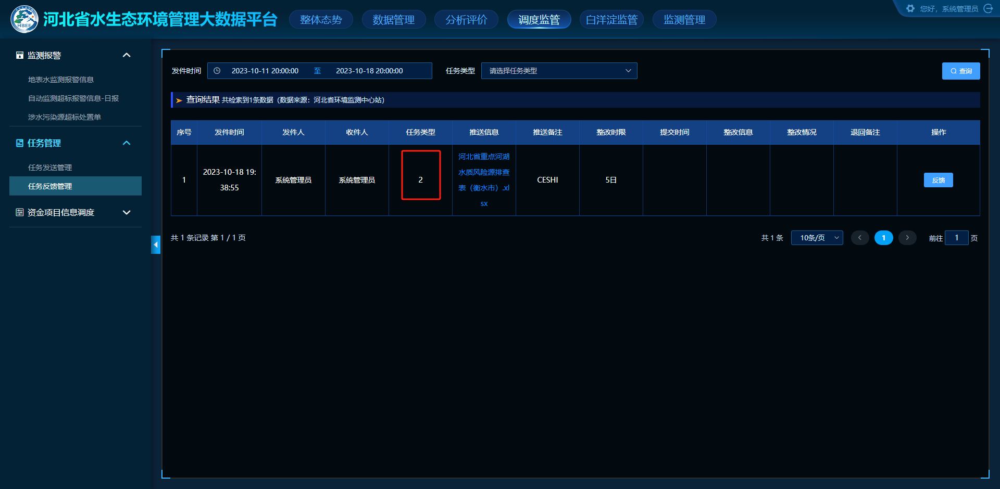 河北省水生态环境管理大数据平台
整体态势
数据管理
分析评价
调度监管
白洋淀监管
监测管理
您好，系统管理员
HBEE
监测报警
地表水监测报警信息
自动监测超标报警信息-日报
涉水污染源超标处置单
任务管理
任务发送管理
任务反馈管理
资金项目信息调度
发件时间 2023-10-11 20:00:00 至 2023-10-18 20:00:00 任务类型 请选择任务类型 查询
查询结果 共检索到1条数据（数据来源：河北省环境监测中心站）
序号 发件时间 发件人 收件人 任务类型 推送信息 推送备注 整改时限 提交时间 整改信息 整改情况 退回备注 操作
1
2023-10-18 19:
38:55
系统管理员
系统管理员
2
河北省重点河湖
水质风险源排查
表（衡水市）.xl
sx
CESHI
5日
反馈
共 1 条记录 第 1 / 1 页
共 1 条 10条/页 1 前往 1 页